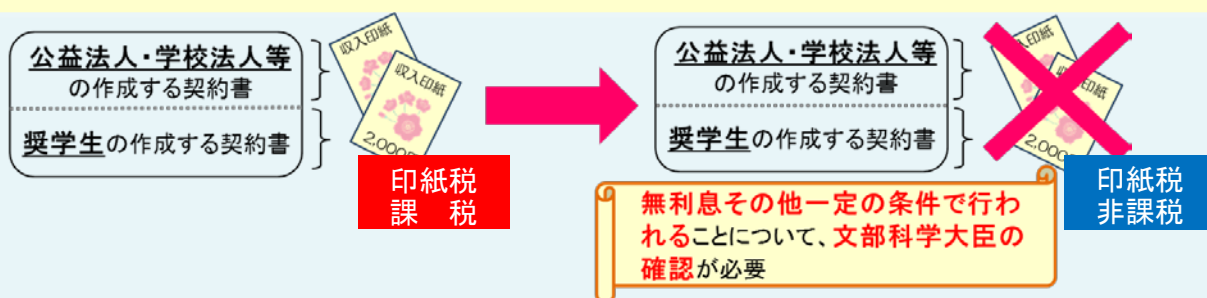 公益法人・学校法人等
の作成する契約書
奨学生の作成する契約書
収入印紙
収入印紙
2,000円
印紙税
課　税
公益法人・学校法人等
の作成する契約書
奨学生の作成する契約書
入印紙
印紙
2,000
印紙税
非課税
無利息その他一定の条件で行わ
れることについて、文部科学大臣の
確認が必要